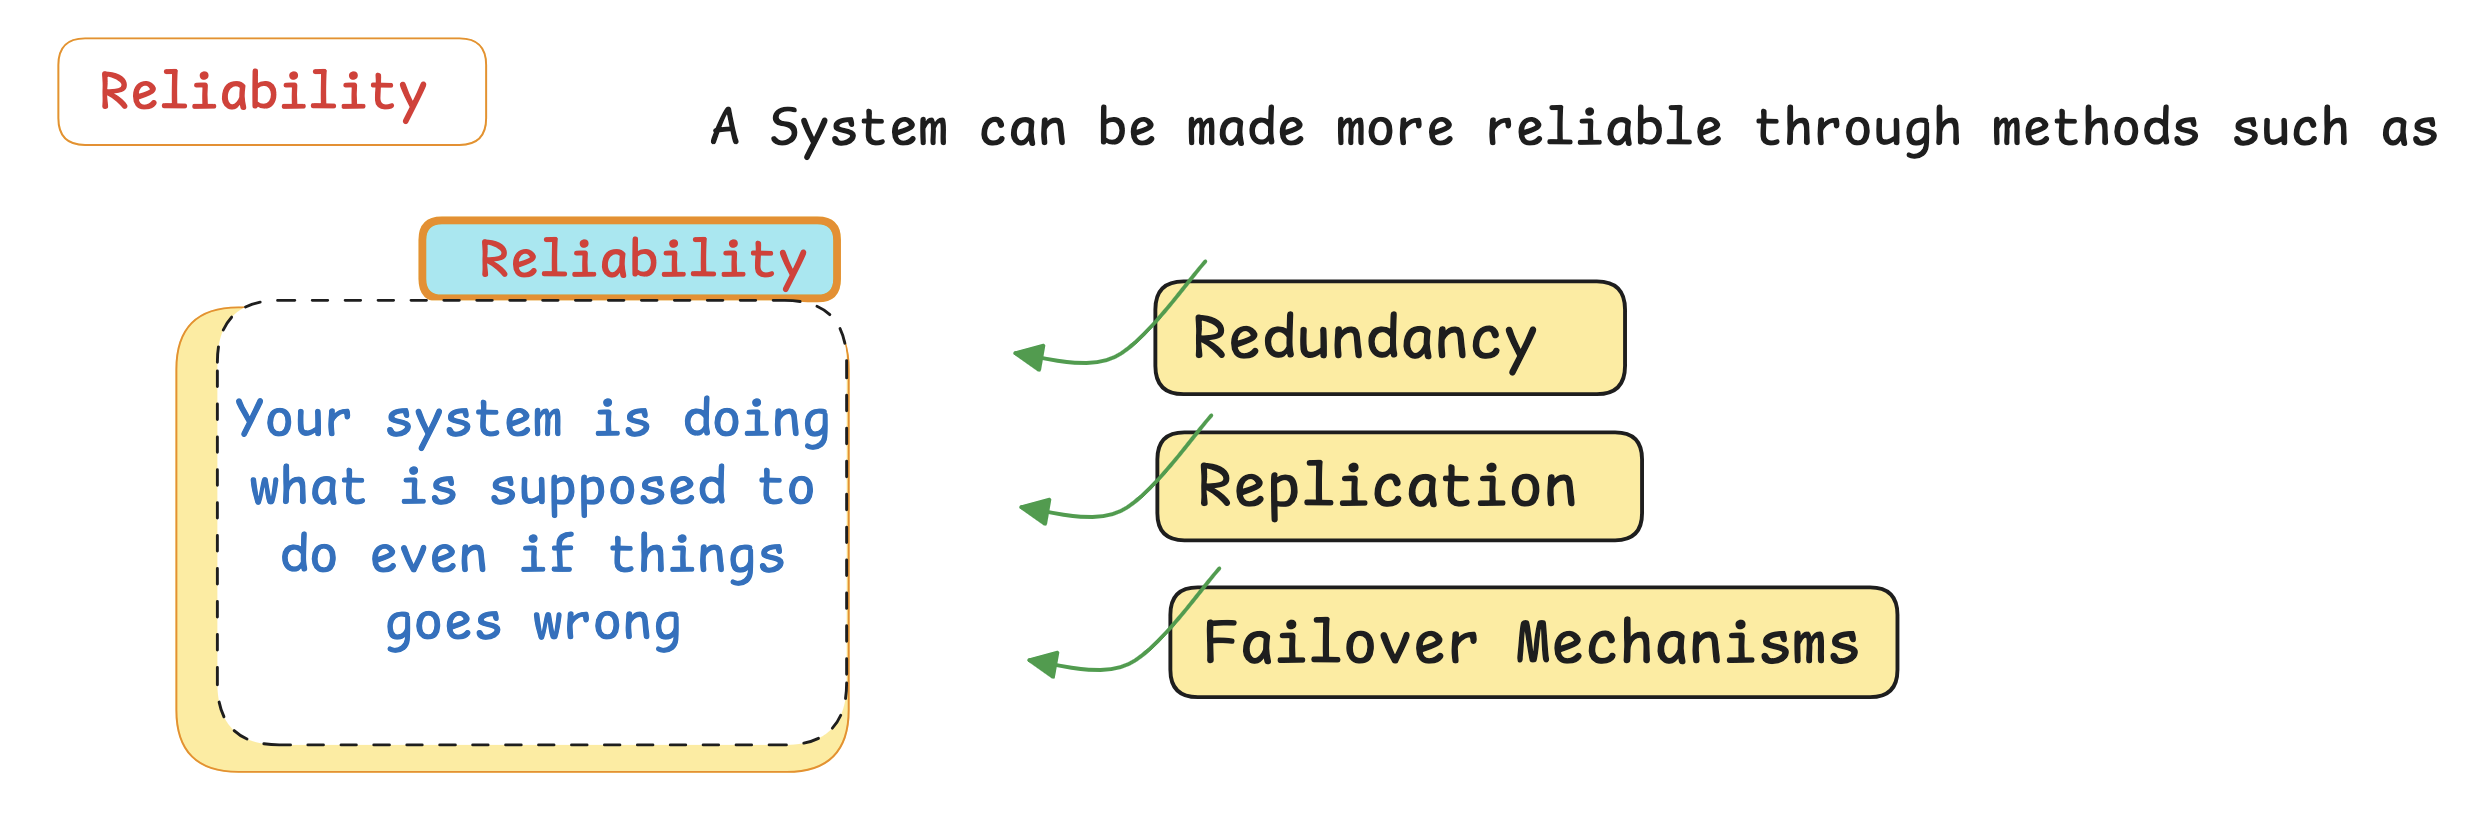 Reliability
A System can be made more reliable through methods such as
Reliability
Your system is doing
what is supposed to
do even if things
goes wrong
Redundancy
Replication
Failover Mechanisms